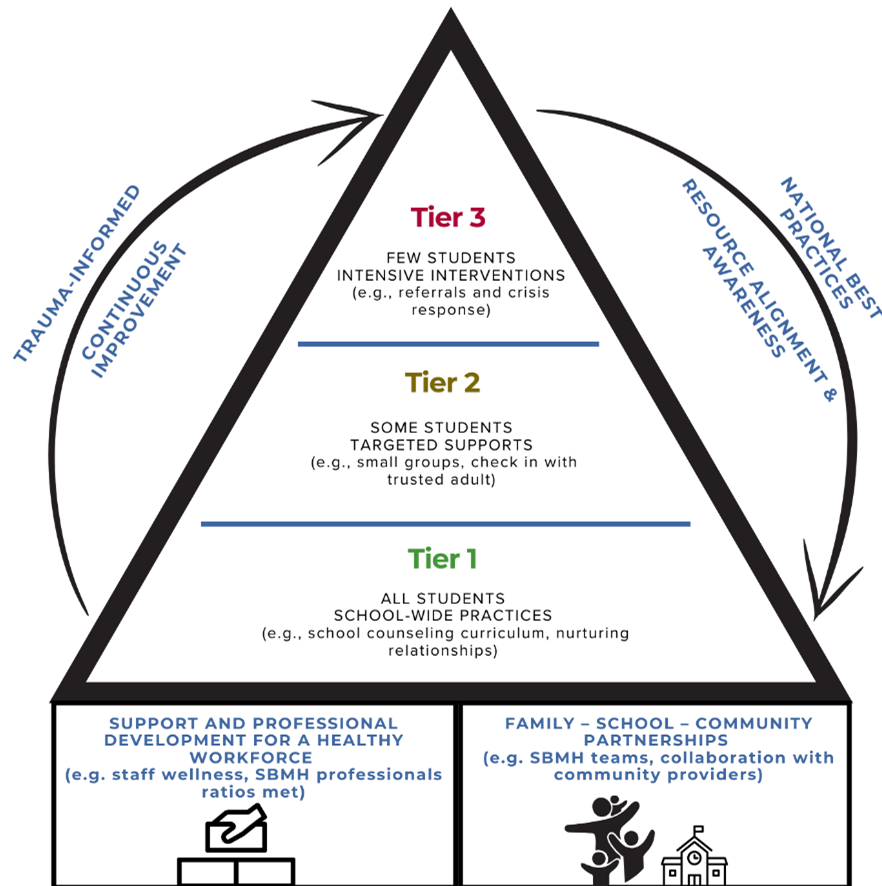 TRAUMA-INFORMED
CONTINUOUS
IMPROVEMENT
NATIONAL BEST
PRACTICES
RESOURCE ALIGNMENT &
AWARENESS
Tier 3
FEW STUDENTS
INTENSIVE INTERVENTIONS
(e.g., referrals and crisis
response)
Tier 2
SOME STUDENTS
TARGETED SUPPORTS
(e.g., small groups, check in with
trusted adult)
Tier 1
ALL STUDENTS
SCHOOL-WIDE PRACTICES
(e.g., school counseling curriculum, nurturing
relationships)
SUPPORT AND PROFESSIONAL
DEVELOPMENT FOR A HEALTHY
WORKFORCE
(e.g. staff wellness, SBMH professionals
ratios met)
FAMILY – SCHOOL – COMMUNITY
PARTNERSHIPS
(e.g. SBMH teams, collaboration with
community providers)